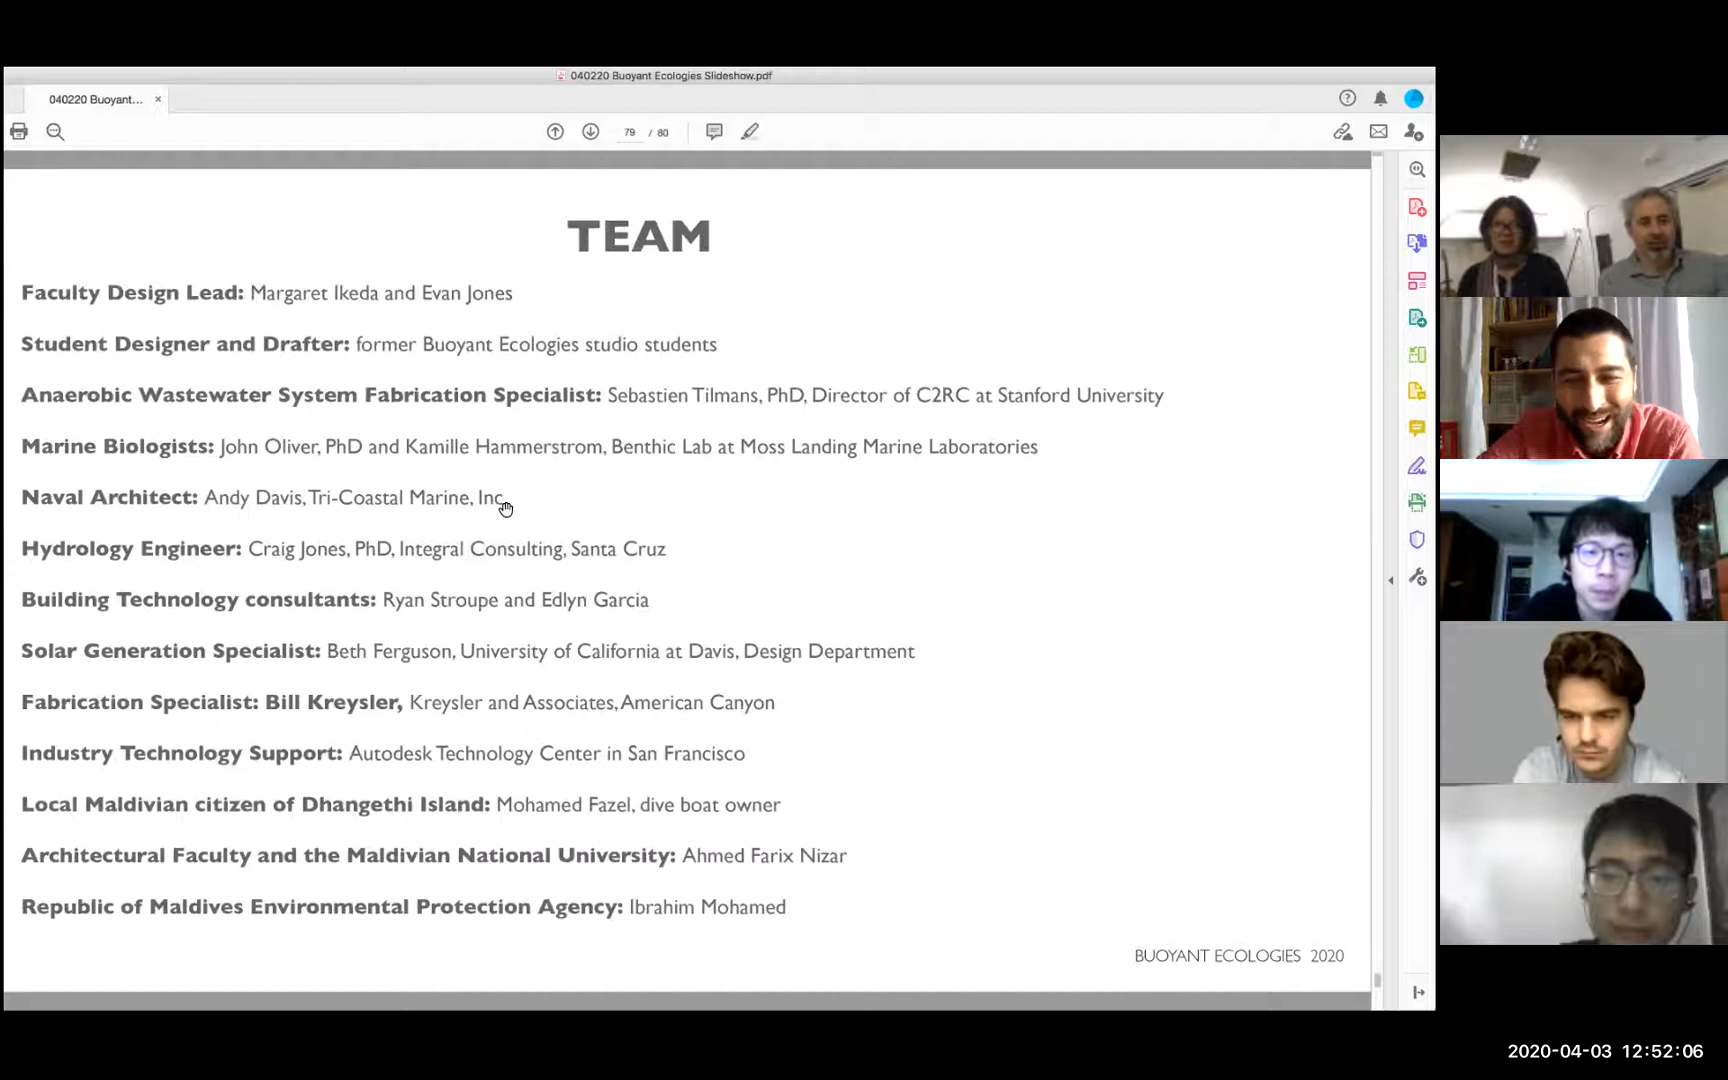 040220 Buoyant Ecologies Slideshow.pdf
040220 Buoyant... ×
79 / 80
TEAM
Faculty Design Lead: Margaret Ikeda and Evan Jones
Student Designer and Drafter: former Buoyant Ecologies studio students
Anaerobic Wastewater System Fabrication Specialist: Sebastien Tilmans, PhD, Director of C2RC at Stanford University
Marine Biologists: John Oliver, PhD and Kamille Hammerstrom, Benthic Lab at Moss Landing Marine Laboratories
Naval Architect: Andy Davis, Tri-Coastal Marine, Inc
Hydrology Engineer: Craig Jones, PhD, Integral Consulting, Santa Cruz
Building Technology consultants: Ryan Stroupe and Edlyn Garcia
Solar Generation Specialist: Beth Ferguson, University of California at Davis, Design Department
Fabrication Specialist: Bill Kreysler, Kreysler and Associates, American Canyon
Industry Technology Support: Autodesk Technology Center in San Francisco
Local Maldivian citizen of Dhangethi Island: Mohamed Fazel, dive boat owner
Architectural Faculty and the Maldivian National University: Ahmed Farix Nizar
Republic of Maldives Environmental Protection Agency: Ibrahim Mohamed
BUOYANT ECOLOGIES 2020
2020-04-03 12:52:06